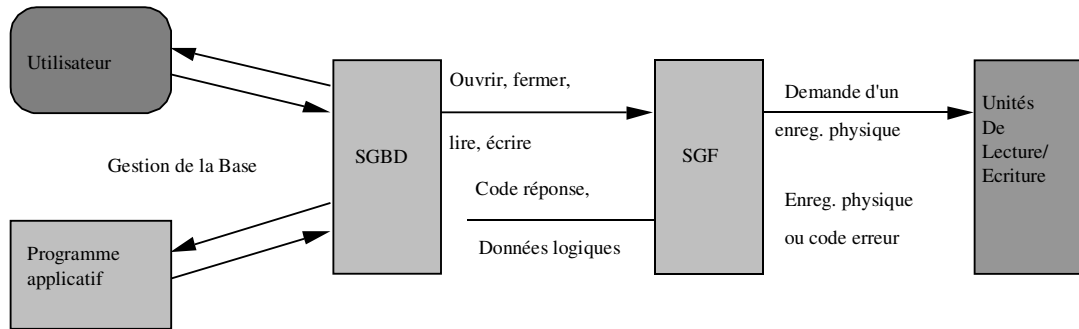 Utilisateur
Gestion de la Base
Programme
applicatif
SGBD
Ouvrir, fermer,
lire, écrire
Code réponse,
Données logiques
SGF
Demande d'un
enreg. physique
Enreg. physique
ou code erreur
Unités
De
Lecture/
Ecriture